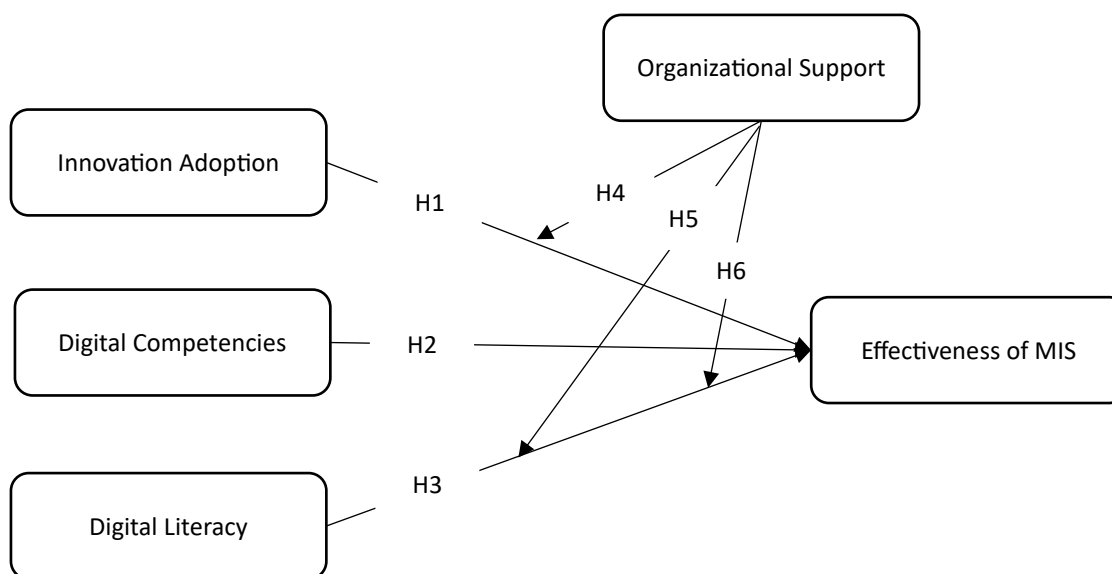 Organizational Support
Innovation Adoption
H4
H1
H5
H6
Digital Competencies
H2
Effectiveness of MIS
H3
Digital Literacy